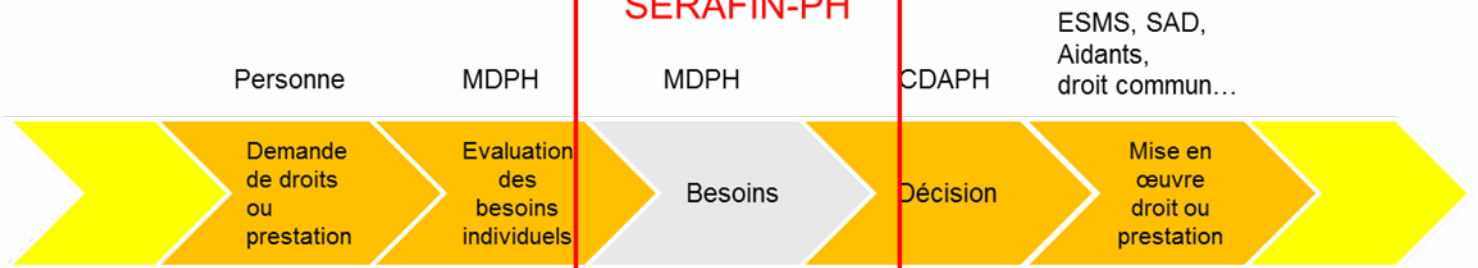 SERAFIN-PH
Personne
MDPH
MDPH
CDAPH
ESMS, SAD,
Aidants,
droit commun…
Demande
de droits
ou
prestation
Evaluation
des
besoins
individuels
Besoins
Décision
Mise en
œuvre
droit ou
prestation